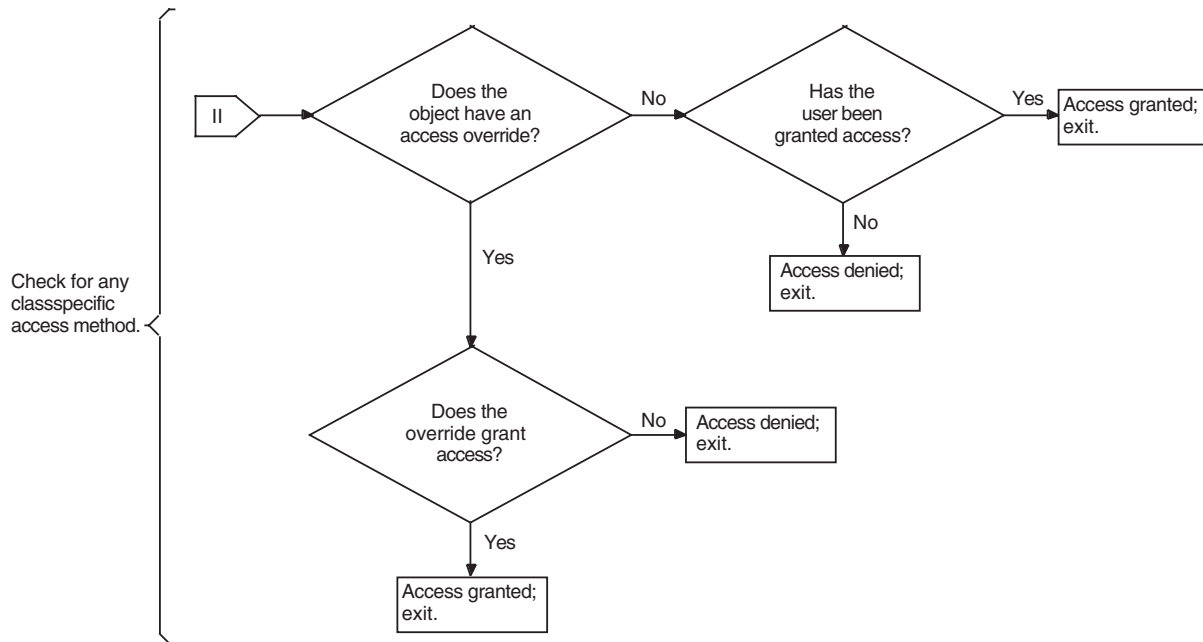 Check for any
classspecific
access method.
II
Does the
object have an
access override?
No
Has the
user been
granted access?
Yes
Access granted;
exit.
No
Access denied;
exit.
Yes
Does the
override grant
access?
No
Access denied;
exit.
Yes
Access granted;
exit.